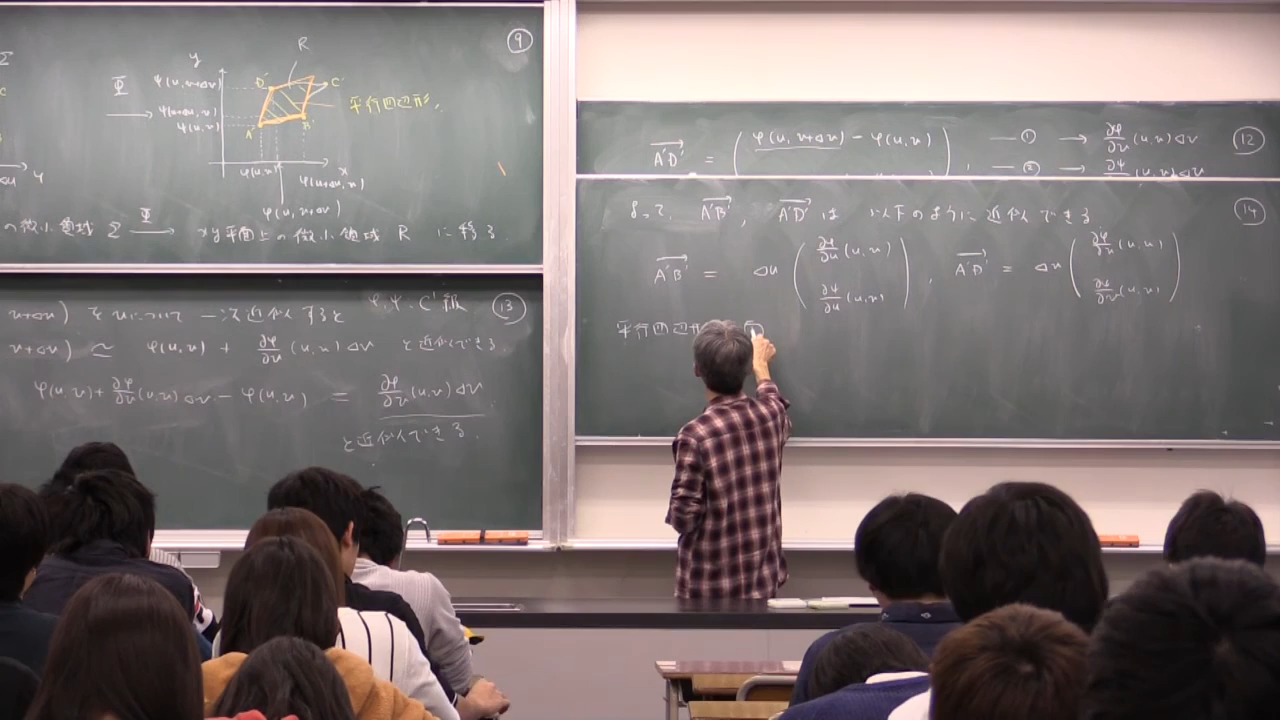 ⑨
R
y
Φ
ψ(u,v+Δv)
D'
C'
平行四辺形.
ψ(u+Δu,v)
ψ(u,v)
A'
B'
x
φ(u,v)
φ(u+Δu,v)
φ(u,v+Δv)
の微小領域 Σ Φ→ xy平面上の微小領域 R に移る.
φ,ψ: C¹級 ⑬
v+Δv) をvについて一次近似すると
v+Δv) ≃ φ(u,v) + ∂φ/∂v (u,v)Δv と近似できる.
φ(u,v)+∂φ/∂v(u,v)Δv − φ(u,v) = ∂φ/∂v(u,v)Δv
と近似できる.
A'D' = ( φ(u,v+Δv) − φ(u,v) ) —① → ∂φ/∂v(u,v)Δv ⑫
—② → ∂ψ/∂v(u,v)Δv
よって, A'B', A'D' は 以下のように近似できる ⑭
A'B' = Δu ( ∂φ/∂u(u,v) ∂ψ/∂u(u,v) ), A'D' = Δv ( ∂φ/∂v(u,v) ∂ψ/∂v(u,v) )
平行四辺形